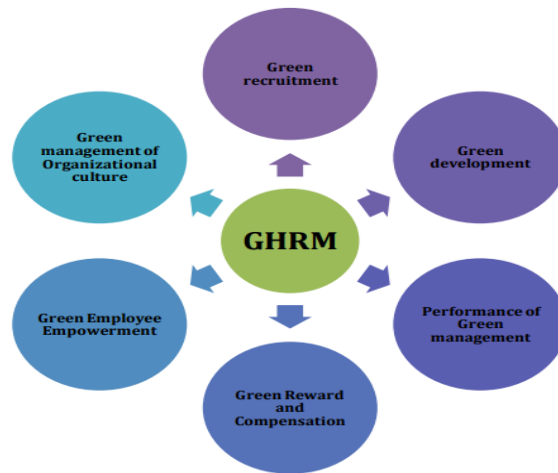 Green
recruitment
Green
management of
Organizational
culture
Green
development
GHRM
Green Employee
Empowerment
Performance of
Green
management
Green Reward
and
Compensation